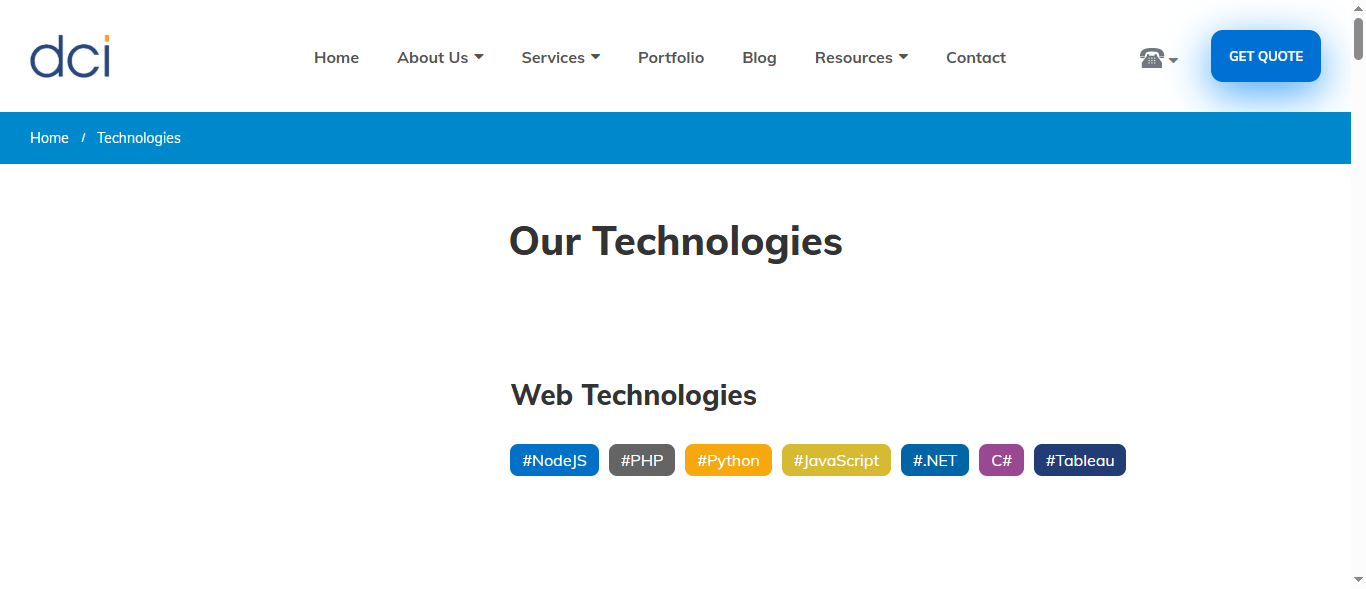 dci
Home About Us Services Portfolio Blog Resources Contact GET QUOTE
Home / Technologies
Our Technologies
Web Technologies
#NodeJS #PHP #Python #JavaScript #.NET C# #Tableau